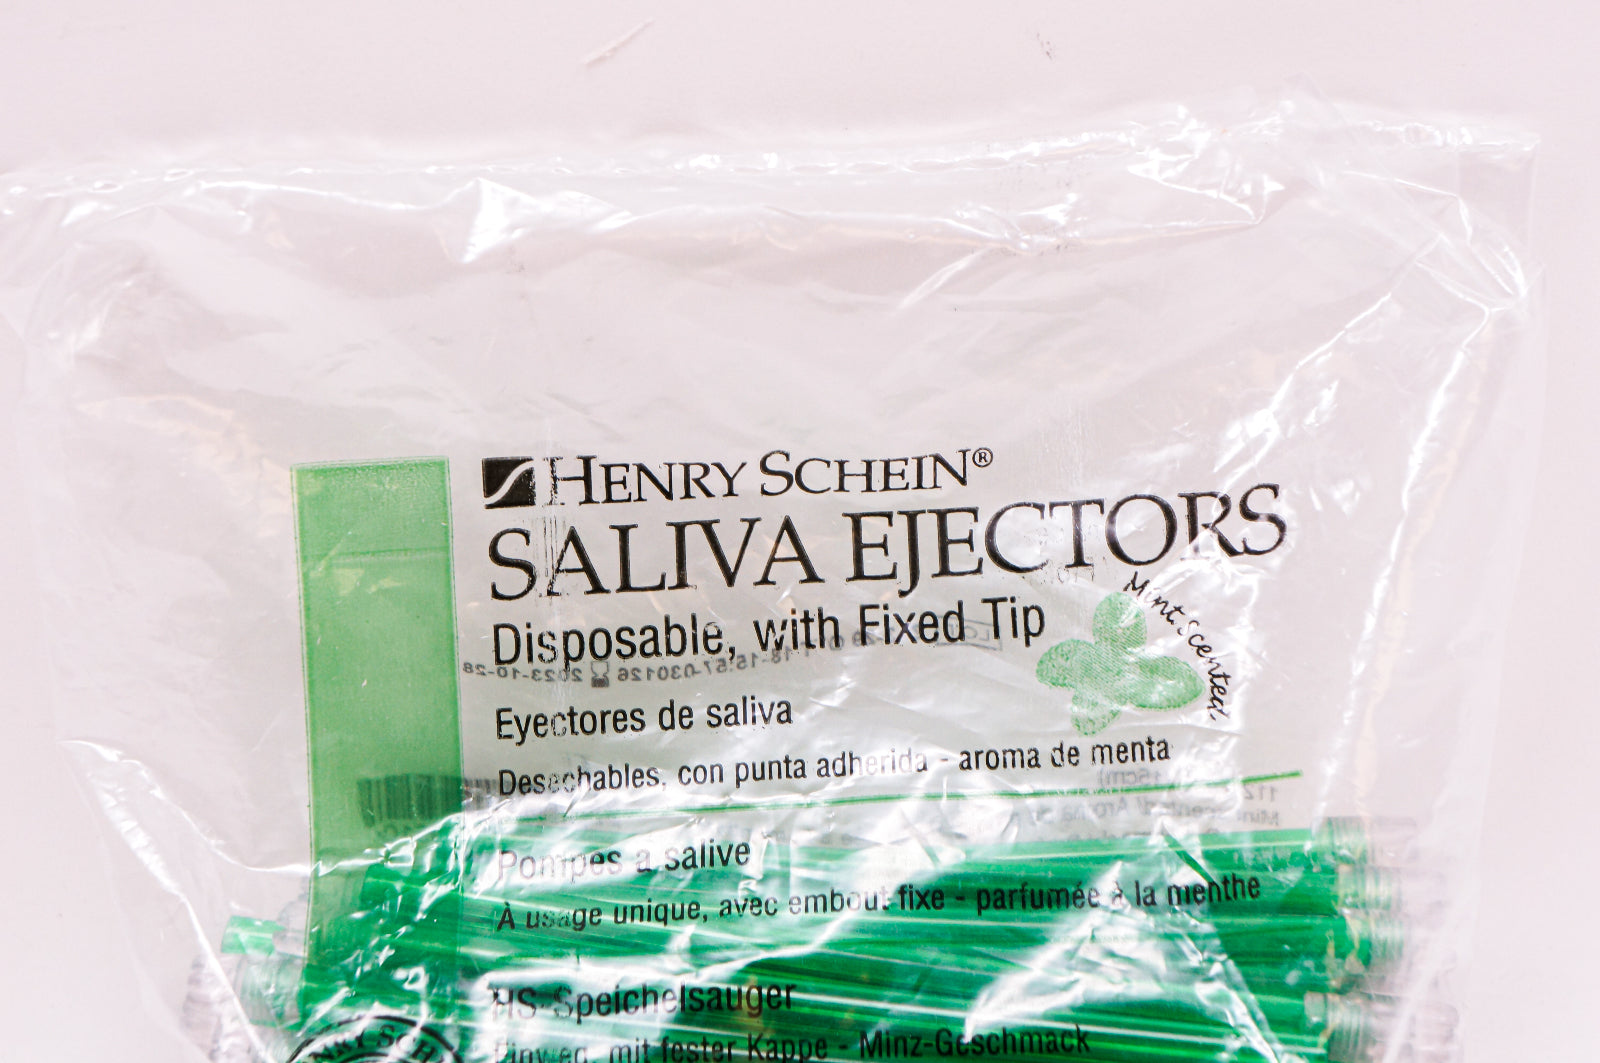 HENRY SCHEIN®
SALIVA EJECTORS
Disposable, with Fixed Tip
Mint Scented.
Eyectores de saliva
Desechables, con punta adherida - aroma de menta
Pompes a salive
À usage unique, avec embout fixe - parfumée à la menthe
HS-Speichelsauger
Einweg, mit fester Kappe - Minz-Geschmack